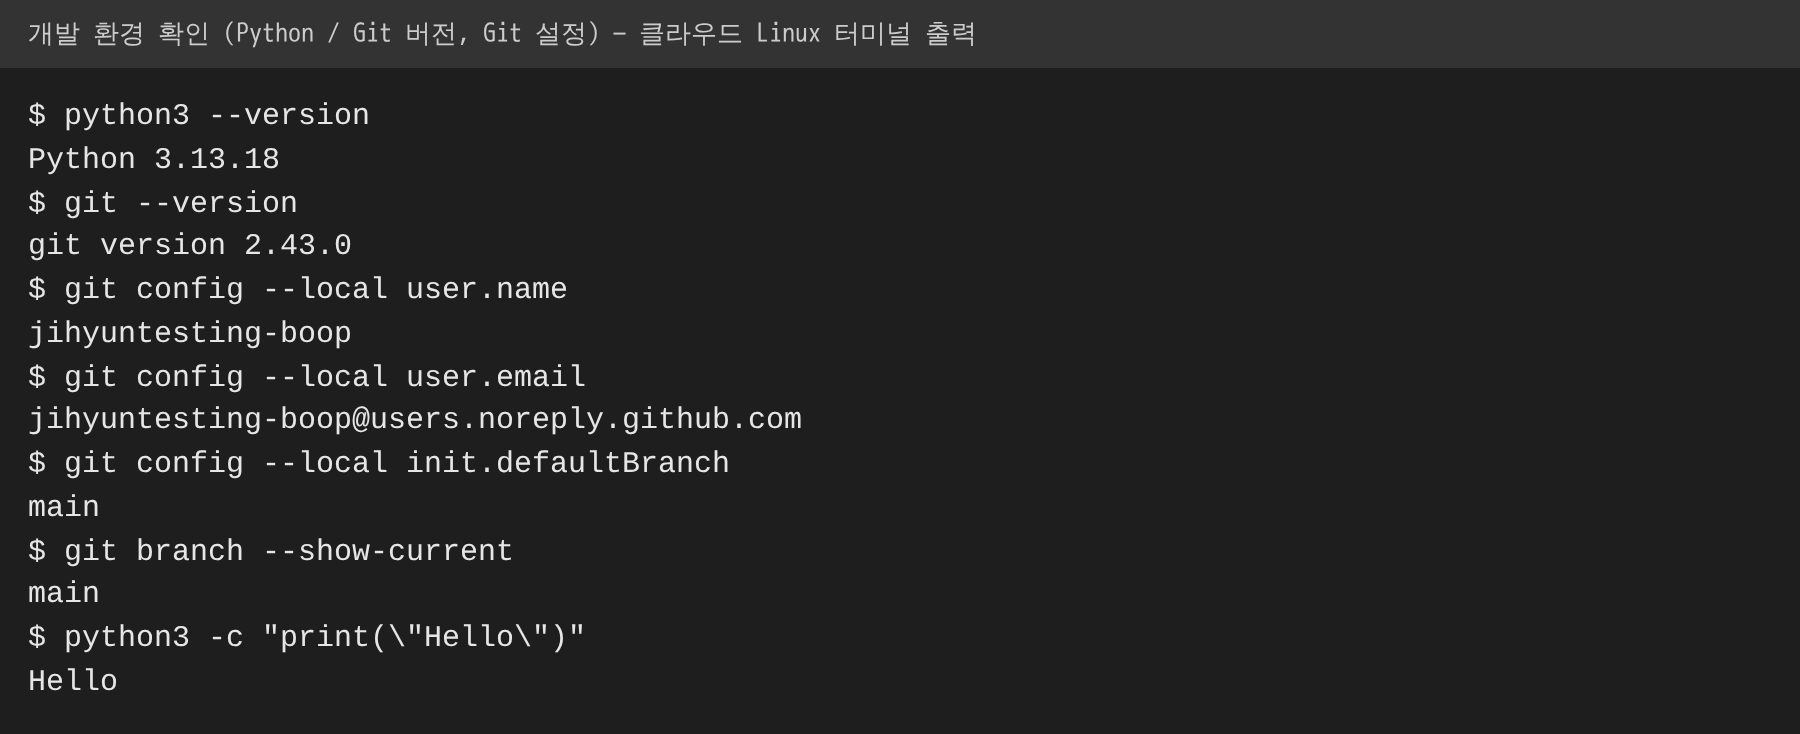 개발 환경 확인 (Python / Git 버전, Git 설정) — 클라우드 Linux 터미널 출력
$ python3 --version
Python 3.13.18
$ git --version
git version 2.43.0
$ git config --local user.name
jihyuntesting-boop
$ git config --local user.email
jihyuntesting-boop@users.noreply.github.com
$ git config --local init.defaultBranch
main
$ git branch --show-current
main
$ python3 -c "print(\"Hello\")"
Hello